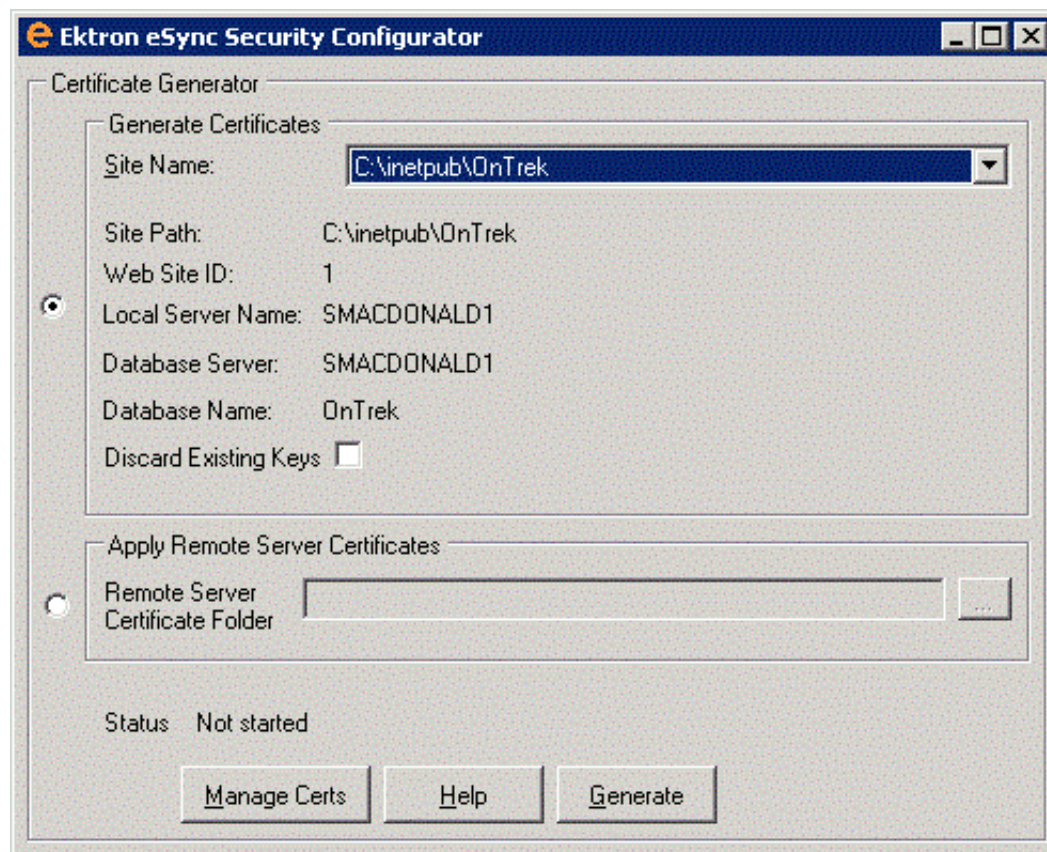 Ektron eSync Security Configurator
Certificate Generator
Generate Certificates
Site Name: C:\inetpub\OnTrek
Site Path: C:\inetpub\OnTrek
Web Site ID: 1
Local Server Name: SMACDONALD1
Database Server: SMACDONALD1
Database Name: OnTrek
Discard Existing Keys
Apply Remote Server Certificates
Remote Server
Certificate Folder ...
Status Not started
Manage Certs Help Generate